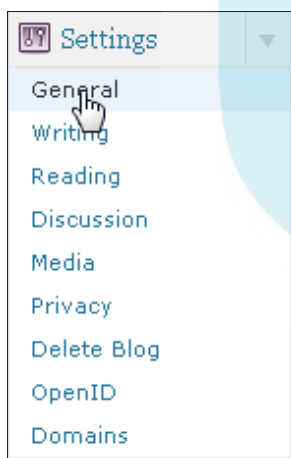 Settings
General
Writing
Reading
Discussion
Media
Privacy
Delete Blog
OpenID
Domains